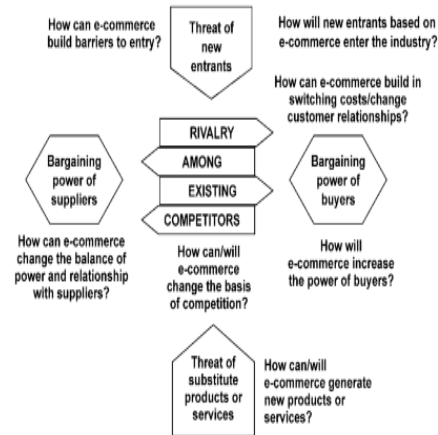 How can e-commerce
build barriers to entry?
Threat of
new
entrants
How will new entrants based on
e-commerce enter the industry?
How can e-commerce build in
switching costs/change
customer relationships?
RIVALRY
AMONG
EXISTING
COMPETITORS
Bargaining
power of
suppliers
Bargaining
power of
buyers
How can e-commerce
change the balance of
power and relationship
with suppliers?
How can/will
e-commerce
change the basis
of competition?
How will
e-commerce increase
the power of buyers?
Threat of
substitute
products or
services
How can/will
e-commerce generate
new products or
services?